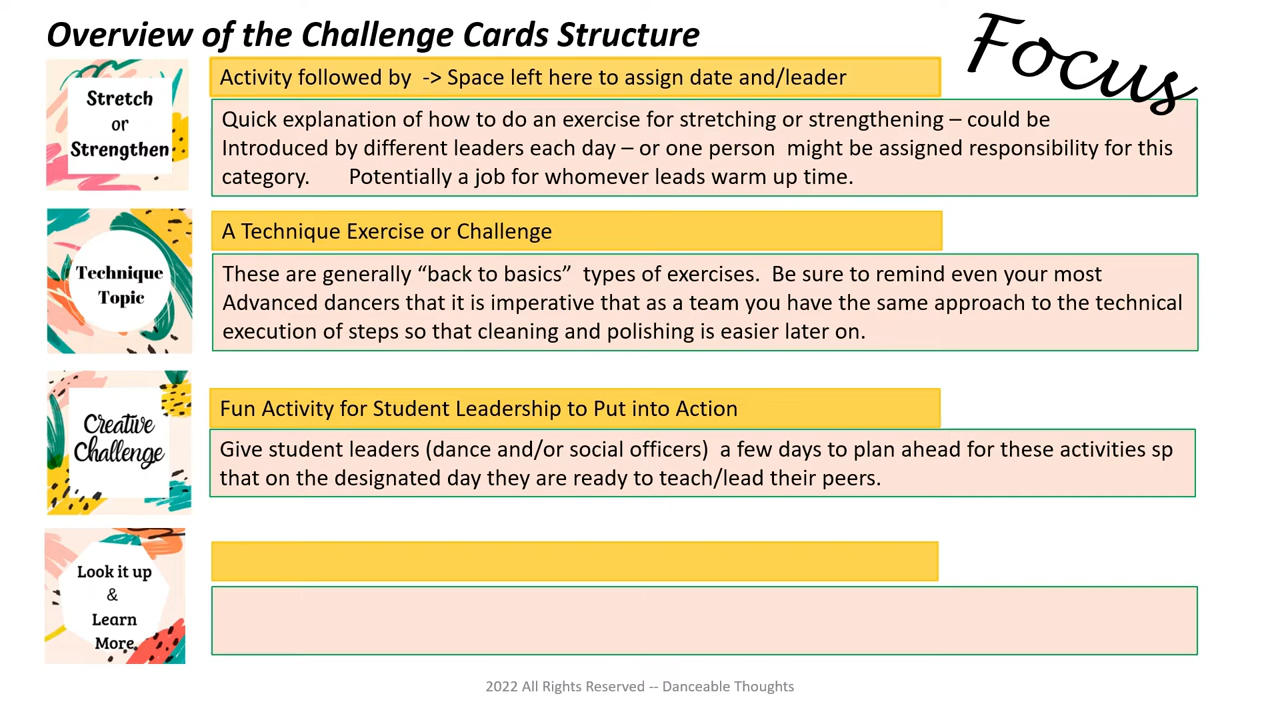 Overview of the Challenge Cards Structure
Focus
Stretch
or
Strengthen
Activity followed by -> Space left here to assign date and/leader
Quick explanation of how to do an exercise for stretching or strengthening – could be
Introduced by different leaders each day – or one person might be assigned responsibility for this
category. Potentially a job for whomever leads warm up time.
Technique
Topic
A Technique Exercise or Challenge
These are generally “back to basics” types of exercises. Be sure to remind even your most
Advanced dancers that it is imperative that as a team you have the same approach to the technical
execution of steps so that cleaning and polishing is easier later on.
Creative
Challenge
Fun Activity for Student Leadership to Put into Action
Give student leaders (dance and/or social officers) a few days to plan ahead for these activities sp
that on the designated day they are ready to teach/lead their peers.
Look it up
&
Learn
More
2022 All Rights Reserved -- Danceable Thoughts